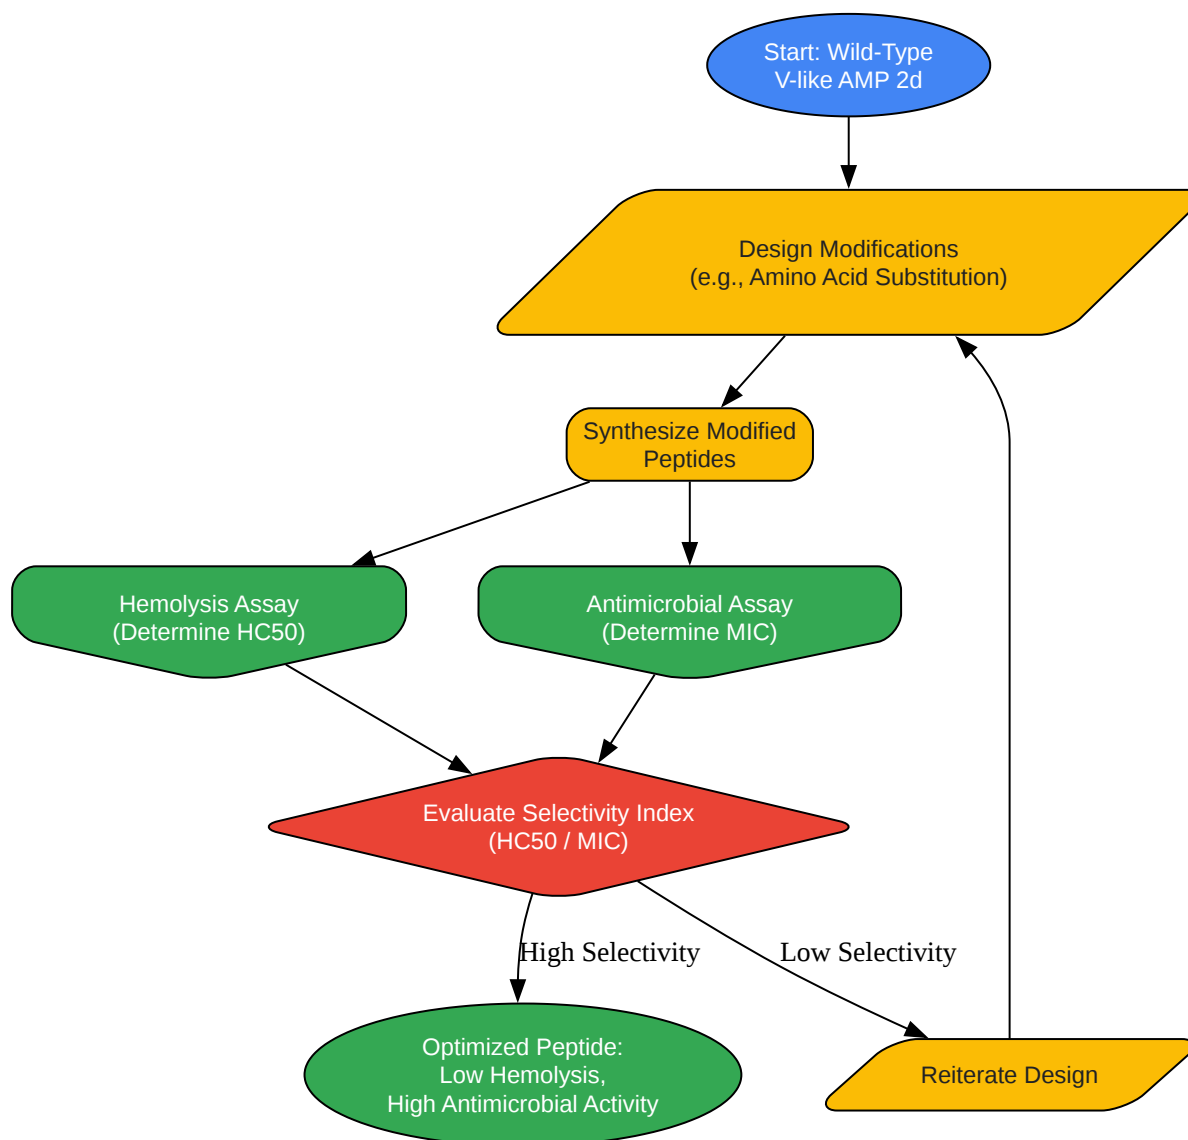 Start: Wild-Type
V-like AMP 2d
Design Modifications
(e.g., Amino Acid Substitution)
Synthesize Modified
Peptides
Hemolysis Assay
(Determine HC50)
Antimicrobial Assay
(Determine MIC)
Evaluate Selectivity Index
(HC50 / MIC)
High Selectivity
Low Selectivity
Optimized Peptide:
Low Hemolysis,
High Antimicrobial Activity
Reiterate Design